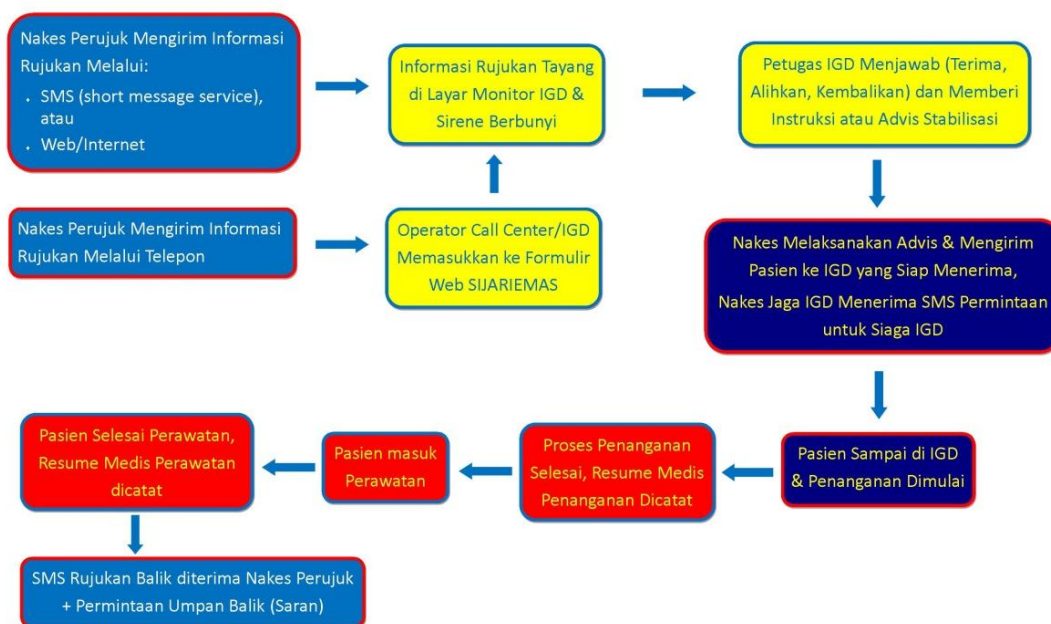 Nakes Perujuk Mengirim Informasi
Rujukan Melalui:
. SMS (short message service),
atau
. Web/Internet
Informasi Rujukan Tayang
di Layar Monitor IGD &
Sirene Berbunyi
Petugas IGD Menjawab (Terima,
Alihkan, Kembalikan) dan Memberi
Instruksi atau Advis Stabilisasi
Nakes Perujuk Mengirim Informasi
Rujukan Melalui Telepon
Operator Call Center/IGD
Memasukkan ke Formulir
Web SIJARIEMAS
Nakes Melaksanakan Advis & Mengirim
Pasien ke IGD yang Siap Menerima,
Nakes Jaga IGD Menerima SMS Permintaan
untuk Siaga IGD
Pasien Sampai di IGD
& Penanganan Dimulai
Proses Penanganan
Selesai, Resume Medis
Penanganan Dicatat
Pasien masuk
Perawatan
Pasien Selesai Perawatan,
Resume Medis Perawatan
dicatat
SMS Rujukan Balik diterima Nakes Perujuk
+ Permintaan Umpan Balik (Saran)